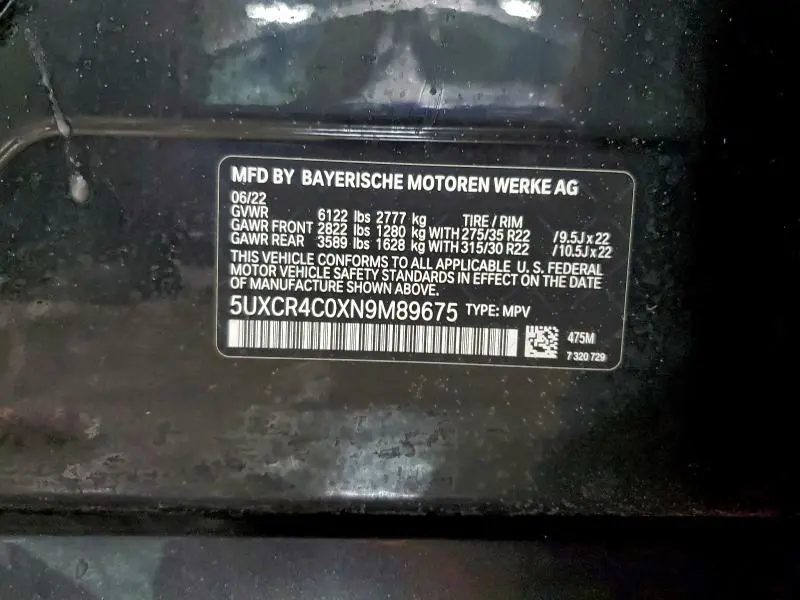 MFD BY BAYERISCHE MOTOREN WERKE AG
06/22
GVWR 6122 lbs 2777 kg TIRE / RIM
GAWR FRONT 2822 lbs 1280 kg WITH 275/35 R22 /9.5J x 22
GAWR REAR 3589 lbs 1628 kg WITH 315/30 R22 /10.5J x 22
THIS VEHICLE CONFORMS TO ALL APPLICABLE U. S. FEDERAL
MOTOR VEHICLE SAFETY STANDARDS IN EFFECT ON THE DATE
OF MANUFACTURE SHOWN ABOVE.
5UXCR4C0XN9M89675 TYPE: MPV
475M
7 320 729